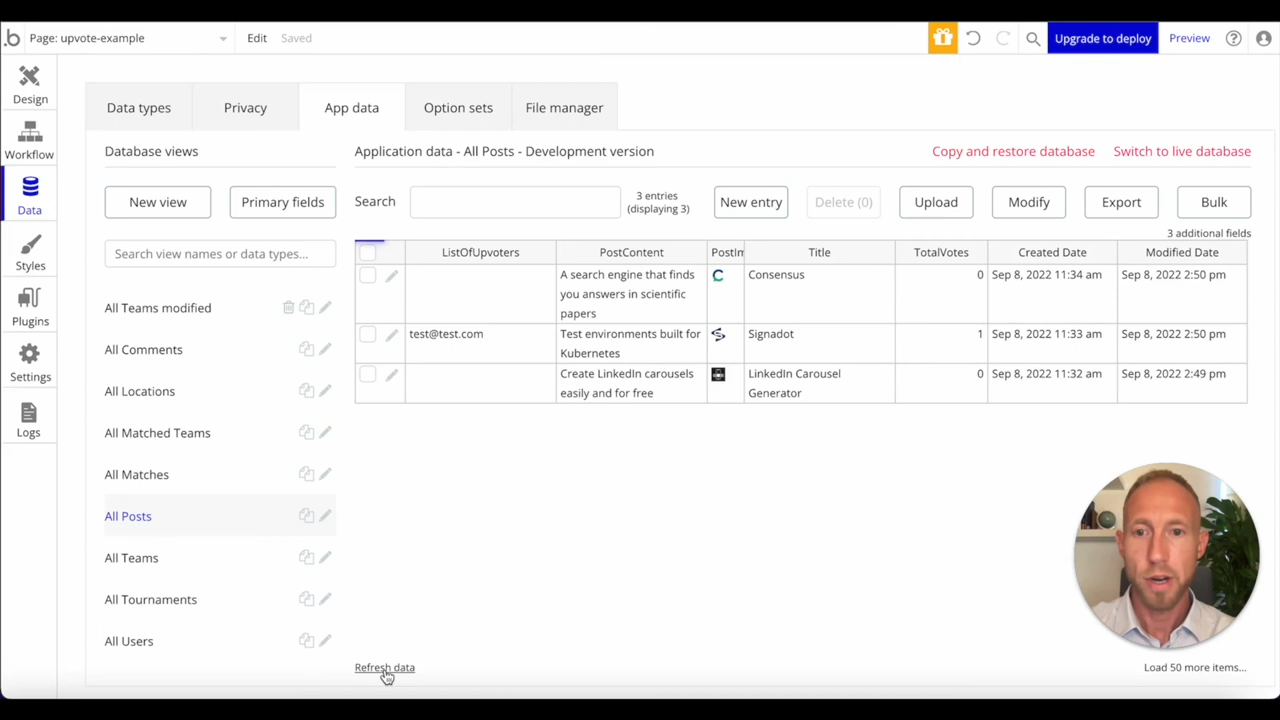 .b
Page: upvote-example
Edit
Saved
Upgrade to deploy
Preview
Design
Workflow
Data
Styles
Plugins
Settings
Logs
Data types
Privacy
App data
Option sets
File manager
Database views
New view
Primary fields
Search view names or data types...
All Teams modified
All Comments
All Locations
All Matched Teams
All Matches
All Posts
All Teams
All Tournaments
All Users
Application data - All Posts - Development version
Copy and restore database
Switch to live database
Search
3 entries
(displaying 3)
New entry
Delete (0)
Upload
Modify
Export
Bulk
3 additional fields
ListOfUpvoters
PostContent
PostIm
Title
TotalVotes
Created Date
Modified Date
A search engine that finds
you answers in scientific
papers
Consensus
0
Sep 8, 2022 11:34 am
Sep 8, 2022 2:50 pm
test@test.com
Test environments built for
Kubernetes
Signadot
1
Sep 8, 2022 11:33 am
Sep 8, 2022 2:50 pm
Create LinkedIn carousels
easily and for free
LinkedIn Carousel
Generator
0
Sep 8, 2022 11:32 am
Sep 8, 2022 2:49 pm
Refresh data
Load 50 more items...